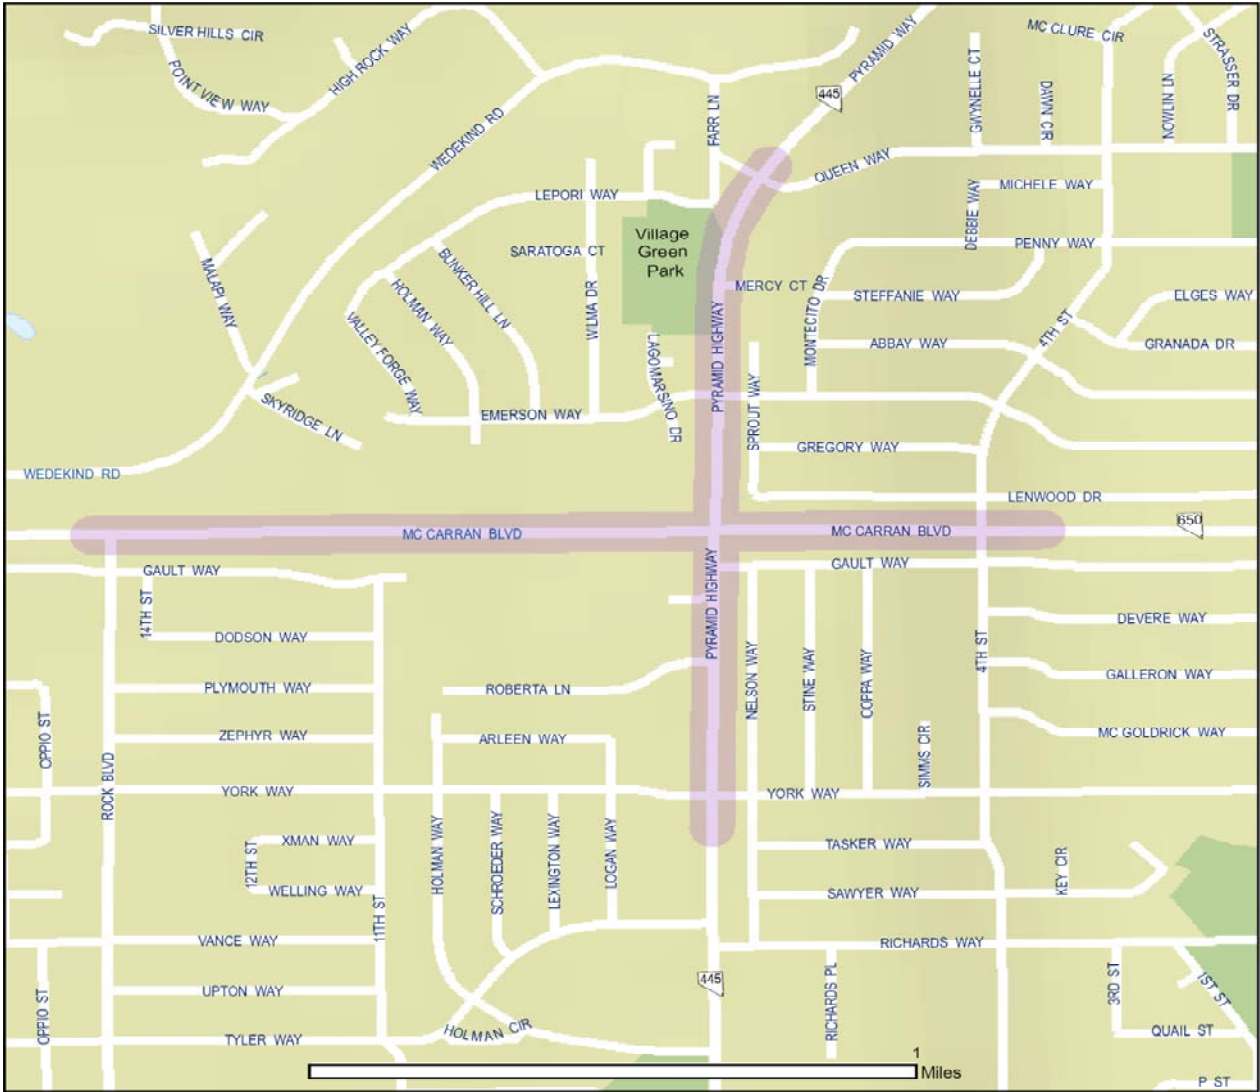 SILVER HILLS CIR
HIGH ROCK WAY
POINT VIEW WAY
WEDEKIND RD
FARR LN
PYRAMID WAY
445
MC CLURE CIR
GWYNELLE CT
DAWN CIR
NOWLIN LN
STRASSER DR
QUEEN WAY
MICHELE WAY
DEBBIE WAY
PENNY WAY
LEPORI WAY
SARATOGA CT
WILMA DR
Village
Green
Park
MERCY CT
MONTECITO DR
STEFFANIE WAY
ELGES WAY
4TH ST
ABBAY WAY
GRANADA DR
MALAPI WAY
BUNKER HILL LN
HOLMAN WAY
VALLEY FORGE WAY
LAGOMARSINO DR
PYRAMID HIGHWAY
SPROUT WAY
SKYRIDGE LN
EMERSON WAY
GREGORY WAY
WEDEKIND RD
LENWOOD DR
MC CARRAN BLVD
MC CARRAN BLVD
650
GAULT WAY
GAULT WAY
14TH ST
PYRAMID HIGHWAY
DODSON WAY
DEVERE WAY
4TH ST
NELSON WAY
STINE WAY
COPPA WAY
PLYMOUTH WAY
ROBERTA LN
GALLERON WAY
OPPIO ST
ZEPHYR WAY
ARLEEN WAY
SIMMS CIR
MC GOLDRICK WAY
ROCK BLVD
YORK WAY
YORK WAY
XMAN WAY
12TH ST
HOLMAN WAY
SCHROEDER WAY
LEXINGTON WAY
LOGAN WAY
TASKER WAY
KEY CIR
WELLING WAY
SAWYER WAY
11TH ST
VANCE WAY
RICHARDS WAY
445
UPTON WAY
OPPIO ST
RICHARDS PL
3RD ST
1ST ST
TYLER WAY
HOLMAN CIR
QUAIL ST
1
Miles
P ST